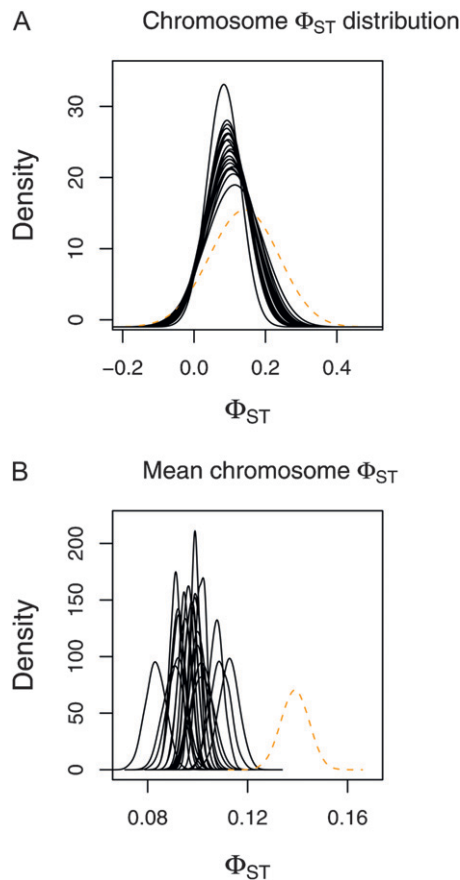 A Chromosome ΦST distribution
Density
30
20
10
0
−0.2 0.0 0.2 0.4
ΦST
B Mean chromosome ΦST
Density
200
150
100
50
0
0.08 0.12 0.16
ΦST